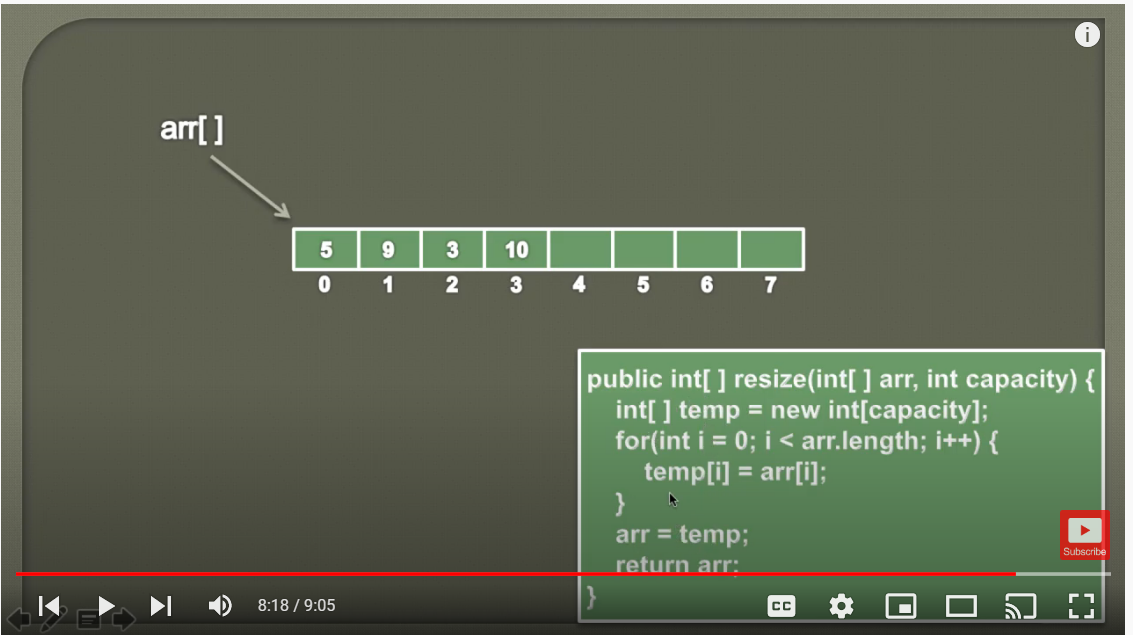 arr[ ]
5 9 3 10
0 1 2 3 4 5 6 7
public int[ ] resize(int[ ] arr, int capacity) {
int[ ] temp = new int[capacity];
for(int i = 0; i < arr.length; i++) {
temp[i] = arr[i];
}
arr = temp;
return arr;
}
Subscribe
8:18 / 9:05
CC
i